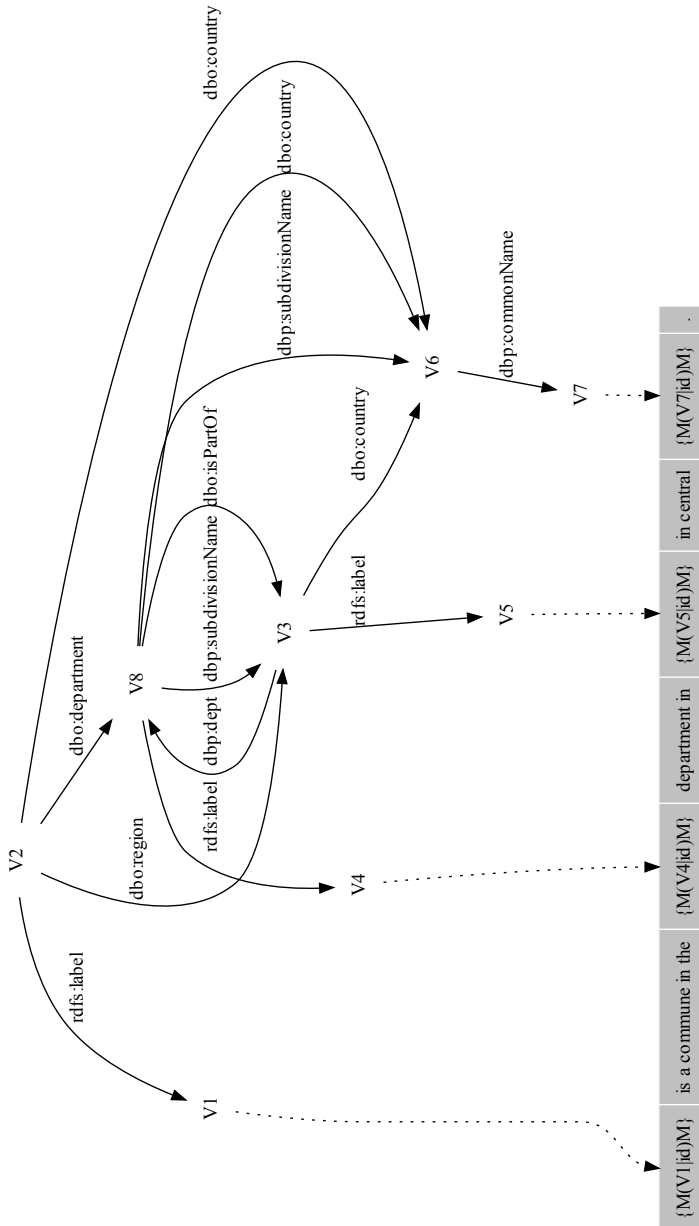 V2
dbo:country
dbo:department
dbo:country
dbp:subdivisionName
V8
dbo:isPartOf
dbp:subdivisionName
dbp:dept
rdfs:label
dbo:region
rdfs:label
V3
dbo:country
V6
rdfs:label
dbp:commonName
V1
V4
V5
V7
{M(V1|id)M} is a commune in the {M(V4|id)M} department in {M(V5|id)M} in central {M(V7|id)M} .